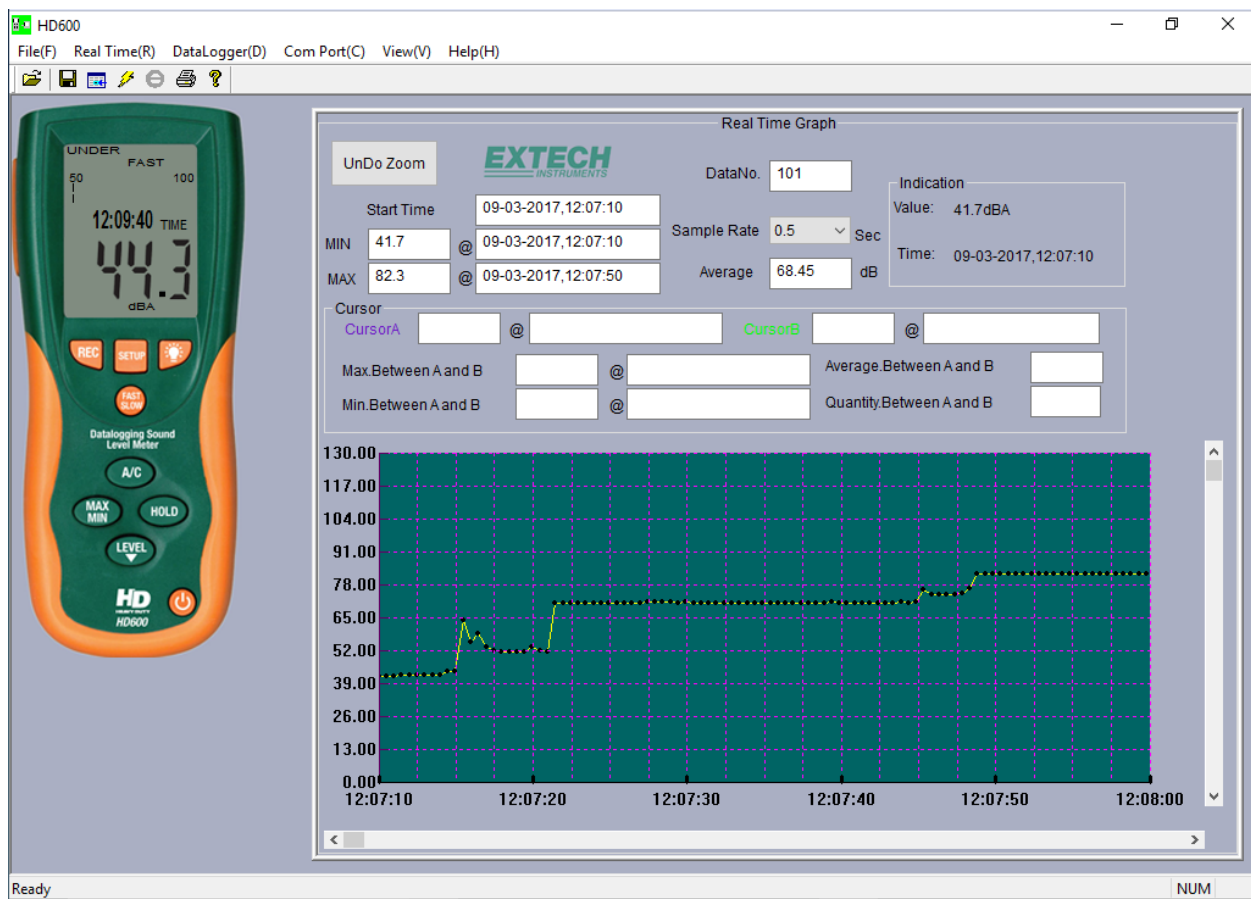 HD600
File(F) Real Time(R) DataLogger(D) Com Port(C) View(V) Help(H)
UNDER
FAST
50 100
12:09:40 TIME
44.3
dBA
REC SETUP
FAST
SLOW
Datalogging Sound
Level Meter
A/C
MAX
MIN
HOLD
LEVEL
HD
HEAVY DUTY
HD600
Real Time Graph
UnDo Zoom
EXTECH
INSTRUMENTS
DataNo. 101
Indication
Value: 41.7dBA
Time: 09-03-2017,12:07:10
Start Time 09-03-2017,12:07:10
MIN 41.7 @ 09-03-2017,12:07:10
MAX 82.3 @ 09-03-2017,12:07:50
Sample Rate 0.5 Sec
Average 68.45 dB
Cursor
CursorA @ CursorB @
Max.Between A and B @ Average.Between A and B
Min.Between A and B @ Quantity.Between A and B
130.00
117.00
104.00
91.00
78.00
65.00
52.00
39.00
26.00
13.00
0.00
12:07:10 12:07:20 12:07:30 12:07:40 12:07:50 12:08:00
Ready NUM